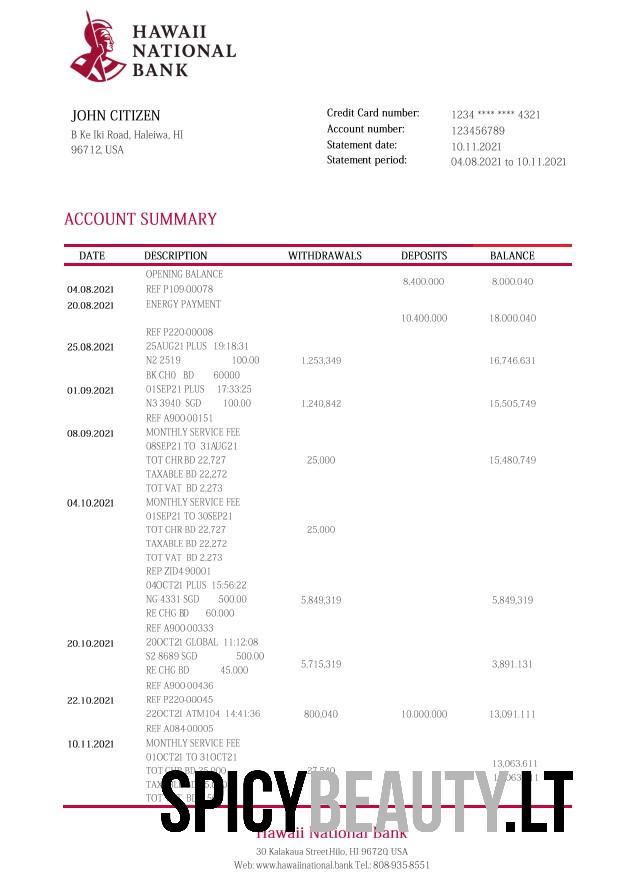 HAWAII
NATIONAL
BANK
JOHN CITIZEN
B Ke Iki Road, Haleiwa, HI
96712, USA
Credit Card number: 1234 **** **** 4321
Account number: 123456789
Statement date: 10.11.2021
Statement period: 04.08.2021 to 10.11.2021
ACCOUNT SUMMARY
DATE DESCRIPTION WITHDRAWALS DEPOSITS BALANCE
OPENING BALANCE
8,400.000 8,000.040
04.08.2021 REF P109-00078
20.08.2021 ENERGY PAYMENT
10.400.000 18,000.040
REF P220-00008
25.08.2021 25AUG21 PLUS 19:18:31
N2 2519 100.00 1,253,349 16,746.631
BK CHO BD 60000
01.09.2021 01SEP21 PLUS 17:33:25
N3 3940 SGD 100.00 1,240,842 15,505,749
REF A900-00151
08.09.2021 MONTHLY SERVICE FEE
08SEP21 TO 31AUG21
TOT CHR BD 22,727 25,000 15,480,749
TAXABLE BD 22,272
TOT VAT BD 2,273
04.10.2021 MONTHLY SERVICE FEE
01SEP21 TO 30SEP21
TOT CHR BD 22,727 25,000
TAXABLE BD 22,272
TOT VAT BD 2,273
REP ZID4 90001
04OCT21 PLUS 15:56:22
NG 4331 SGD 500.00 5,849,319 5,849,319
RE CHG BD 60.000
REF A900-00333
20.10.2021 20OCT21 GLOBAL 11:12:08
S2 8689 SGD 500.00
5,715,319 3,891.131
RE CHG BD 45.000
REF A900-00436
22.10.2021 REF P220-00045
22OCT21 ATM104 14:41:36 800,040 10.000.000 13,091.111
REF A084-00005
10.11.2021 MONTHLY SERVICE FEE
01OCT21 TO 31OCT21
13,063.611
TOT CHR BD 25,000 27,540
TOT
SPICYBEAUTY.LT
Hawaii National Bank
30 Kalakaua Street Hilo, HI 96720, USA
Web: www.hawaiinational.bank Tel.: 808-935-8551